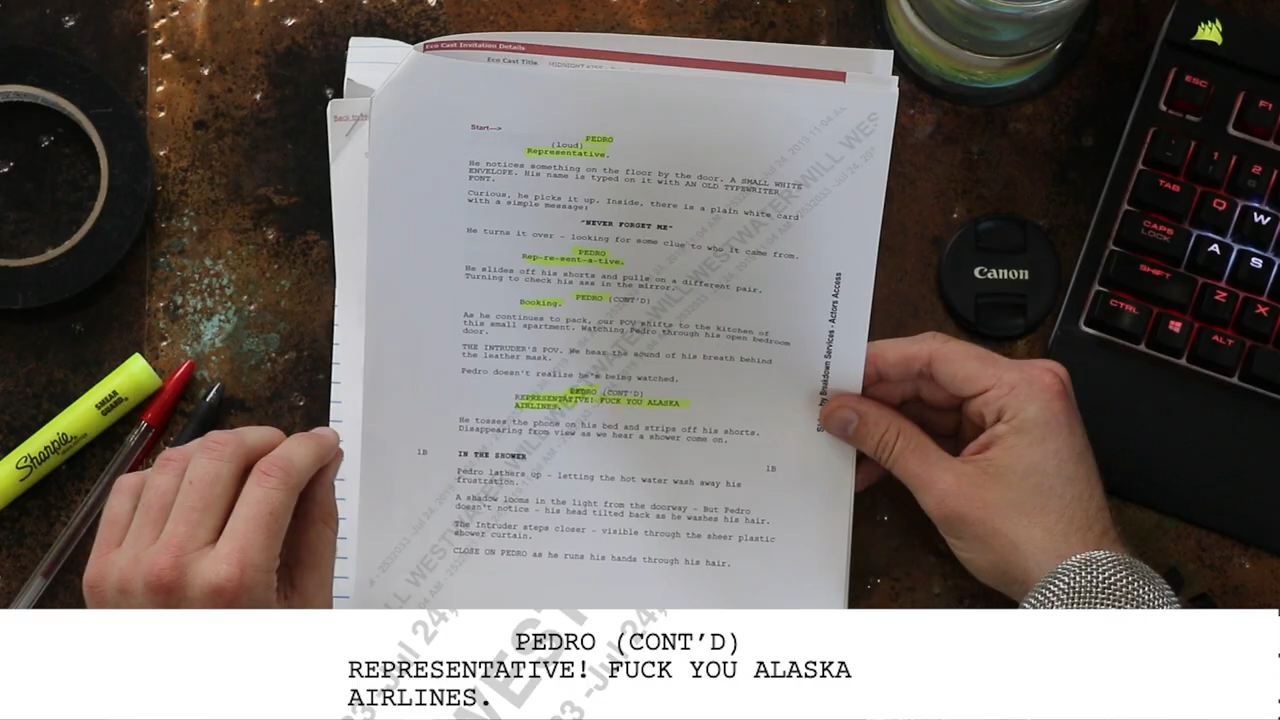 Eco Cast Invitation Details
Eco Cast Title.
Back to
Start--->
PEDRO
(loud)
Representative.
He notices something on the floor by the door. A SMALL WHITE
ENVELOPE. His name is typed on it with AN OLD TYPEWRITER
FONT.
Curious, he picks it up. Inside, there is a plain white card
with a simple message:
"NEVER FORGET ME"
He turns it over - looking for some clue to who it came from.
PEDRO
Rep-re-sent-a-tive.
He slides off his shorts and pulls on a different pair.
Turning to check his ass in the mirror.
PEDRO (CONT'D)
Booking.
As he continues to pack, our POV shifts to the kitchen of
this small apartment. Watching Pedro through his open bedroom
door.
THE INTRUDER'S POV. We hear the sound of his breath behind
the leather mask.
Pedro doesn't realize he's being watched.
PEDRO (CONT'D)
REPRESENTATIVE! FUCK YOU ALASKA
AIRLINES.
He tosses the phone on his bed and strips off his shorts.
Disappearing from view as we hear a shower come on.
1B IN THE SHOWER 1B
Pedro lathers up - letting the hot water wash away his
frustration.
A shadow looms in the light from the doorway - But Pedro
doesn't notice - his head tilted back as he washes his hair.
The Intruder steps closer - visible through the sheer plastic
shower curtain.
CLOSE ON PEDRO as he runs his hands through his hair.
by Breakdown Services - Actors Access
WILL WESTWATER
Sharpie
SMEAR
GUARD
Canon
ESC
F1
1
2
TAB
Q
W
CAPS
LOCK
A
S
SHIFT
Z
X
CTRL
ALT
PEDRO (CONT'D)
REPRESENTATIVE! FUCK YOU ALASKA
AIRLINES.